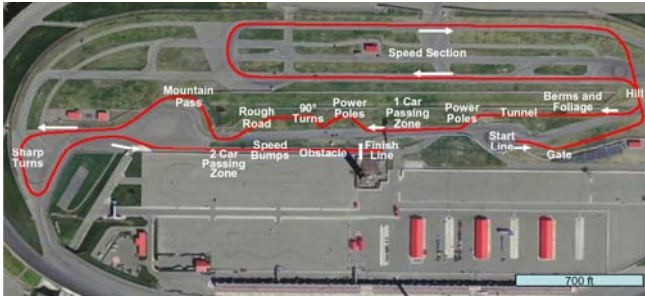 Speed Section
Mountain
Pass
Hill
Berms and
Foliage
Rough
Road
90°
Turns
Power
Poles
1 Car
Passing
Zone
Power
Poles
Tunnel
Start
Line
Gate
Sharp
Turns
2 Car
Passing
Zone
Speed
Bumps
Obstacle
Finish
Line
700 ft